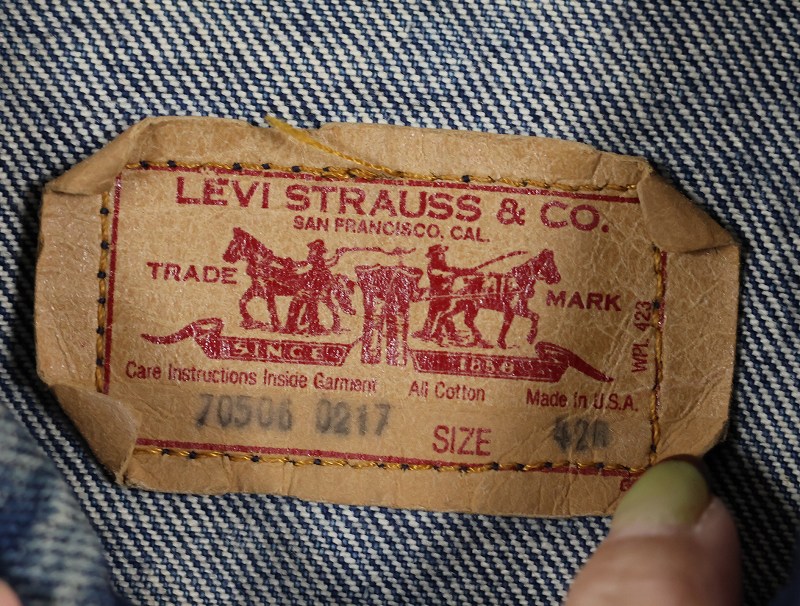 LEVI STRAUSS & CO.
SAN FRANCISCO, CAL.
TRADE MARK
SINCE 1850
WPL 423
Care Instructions Inside Garment All Cotton Made in U.S.A.
70506 0217 SIZE 42R